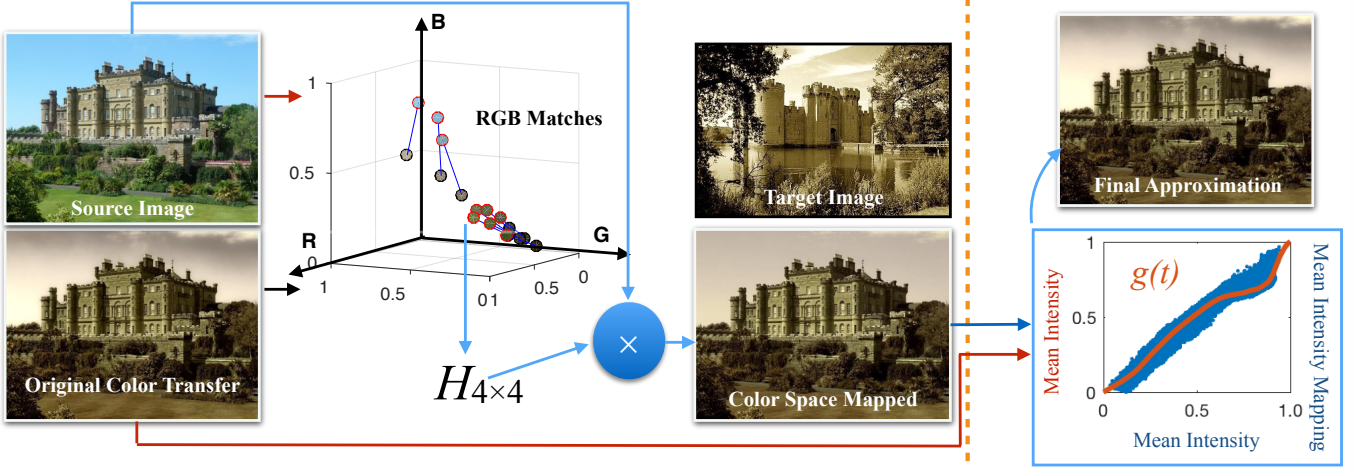 Source Image
Original Color Transfer
B
RGB Matches
1
0.5
R
G
0
1
0.5
01
0.5
0
H4×4
×
Target Image
Color Space Mapped
Final Approximation
Mean Intensity
1
0.5
0
g(t)
0
0.5
1.0
Mean Intensity
Mean Intensity Mapping